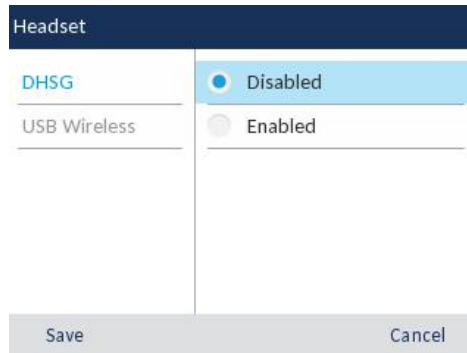 Headset
DHSG
Disabled
USB Wireless
Enabled
Save
Cancel